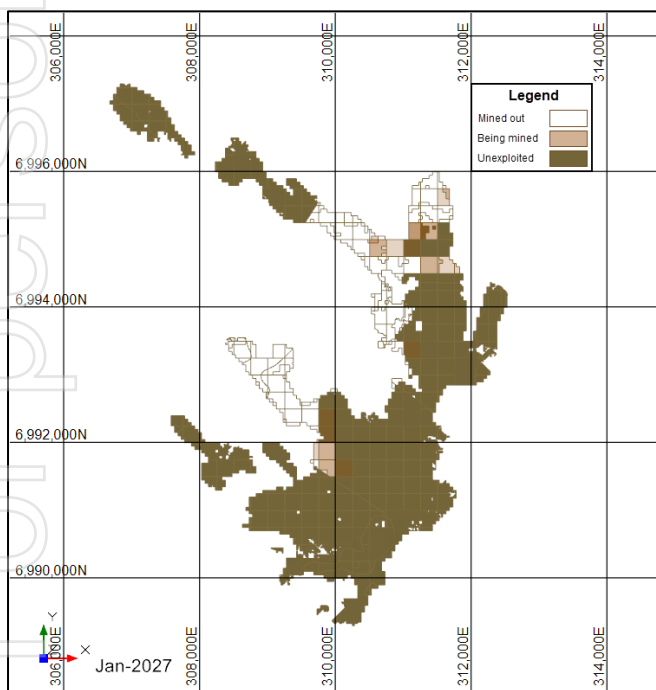 306,000E
308,000E
310,000E
312,000E
314,000E
Legend
Mined out
Being mined
Unexploited
6,996,000N
6,994,000N
6,992,000N
6,990,000N
Y
X
Jan-2027
306,000E
308,000E
310,000E
312,000E
314,000E